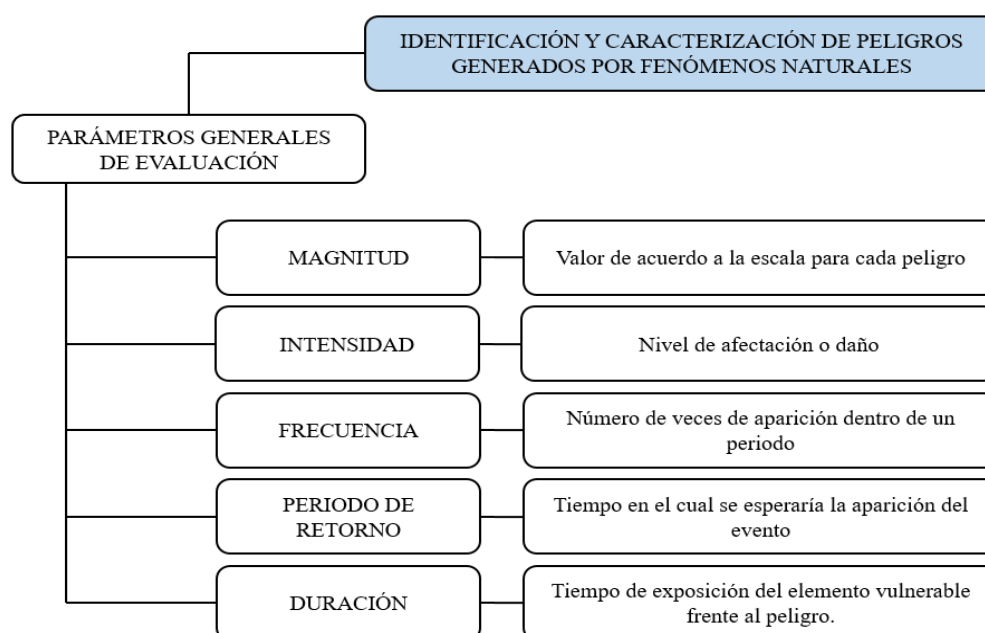 IDENTIFICACIÓN Y CARACTERIZACIÓN DE PELIGROS
GENERADOS POR FENÓMENOS NATURALES
PARÁMETROS GENERALES
DE EVALUACIÓN
MAGNITUD
Valor de acuerdo a la escala para cada peligro
INTENSIDAD
Nivel de afectación o daño
FRECUENCIA
Número de veces de aparición dentro de un
periodo
PERIODO DE
RETORNO
Tiempo en el cual se esperaría la aparición del
evento
DURACIÓN
Tiempo de exposición del elemento vulnerable
frente al peligro.